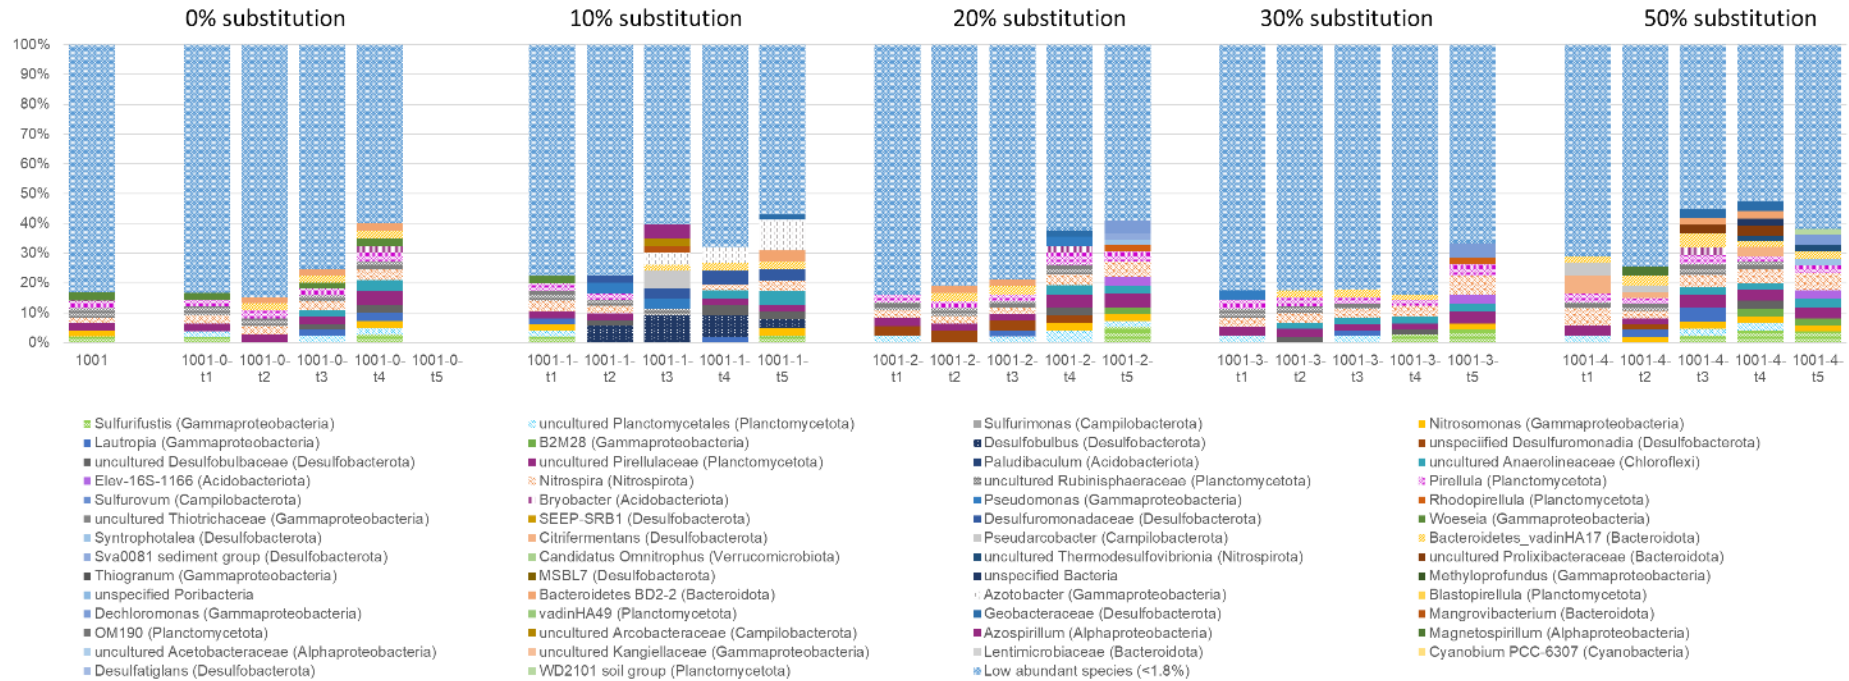 0% substitution 10% substitution 20% substitution 30% substitution 50% substitution
100%
90%
80%
70%
60%
50%
40%
30%
20%
10%
0%
1001 1001-0- 1001-0- 1001-0- 1001-0- 1001-0- 1001-1- 1001-1- 1001-1- 1001-1- 1001-1- 1001-2- 1001-2- 1001-2- 1001-2- 1001-2- 1001-3- 1001-3- 1001-3- 1001-3- 1001-3- 1001-4- 1001-4- 1001-4- 1001-4- 1001-4-
t1 t2 t3 t4 t5 t1 t2 t3 t4 t5 t1 t2 t3 t4 t5 t1 t2 t3 t4 t5 t1 t2 t3 t4 t5
Sulfurifustis (Gammaproteobacteria) uncultured Planctomycetales (Planctomycetota) Sulfurimonas (Campilobacterota) Nitrosomonas (Gammaproteobacteria)
Lautropia (Gammaproteobacteria) B2M28 (Gammaproteobacteria) Desulfobulbus (Desulfobacterota) unspeciified Desulfuromonadia (Desulfobacterota)
uncultured Desulfobulbaceae (Desulfobacterota) uncultured Pirellulaceae (Planctomycetota) Paludibaculum (Acidobacteriota) uncultured Anaerolineaceae (Chloroflexi)
Elev-16S-1166 (Acidobacteriota) Nitrospira (Nitrospirota) uncultured Rubinisphaeraceae (Planctomycetota) Pirellula (Planctomycetota)
Sulfurovum (Campilobacterota) Bryobacter (Acidobacteriota) Pseudomonas (Gammaproteobacteria) Rhodopirellula (Planctomycetota)
uncultured Thiotrichaceae (Gammaproteobacteria) SEEP-SRB1 (Desulfobacterota) Desulfuromonadaceae (Desulfobacterota) Woeseia (Gammaproteobacteria)
Syntrophotalea (Desulfobacterota) Citrifermentans (Desulfobacterota) Pseudarcobacter (Campilobacterota) Bacteroidetes_vadinHA17 (Bacteroidota)
Sva0081 sediment group (Desulfobacterota) Candidatus Omnitrophus (Verrucomicrobiota) uncultured Thermodesulfovibrionia (Nitrospirota) uncultured Prolixibacteraceae (Bacteroidota)
Thiogranum (Gammaproteobacteria) MSBL7 (Desulfobacterota) unspecified Bacteria Methyloprofundus (Gammaproteobacteria)
unspecified Poribacteria Bacteroidetes BD2-2 (Bacteroidota) Azotobacter (Gammaproteobacteria) Blastopirellula (Planctomycetota)
Dechloromonas (Gammaproteobacteria) vadinHA49 (Planctomycetota) Geobacteraceae (Desulfobacterota) Mangrovibacterium (Bacteroidota)
OM190 (Planctomycetota) uncultured Arcobacteraceae (Campilobacterota) Azospirillum (Alphaproteobacteria) Magnetospirillum (Alphaproteobacteria)
uncultured Acetobacteraceae (Alphaproteobacteria) uncultured Kangiellaceae (Gammaproteobacteria) Lentimicrobiaceae (Bacteroidota) Cyanobium PCC-6307 (Cyanobacteria)
Desulfatiglans (Desulfobacterota) WD2101 soil group (Planctomycetota) Low abundant species (<1.8%)